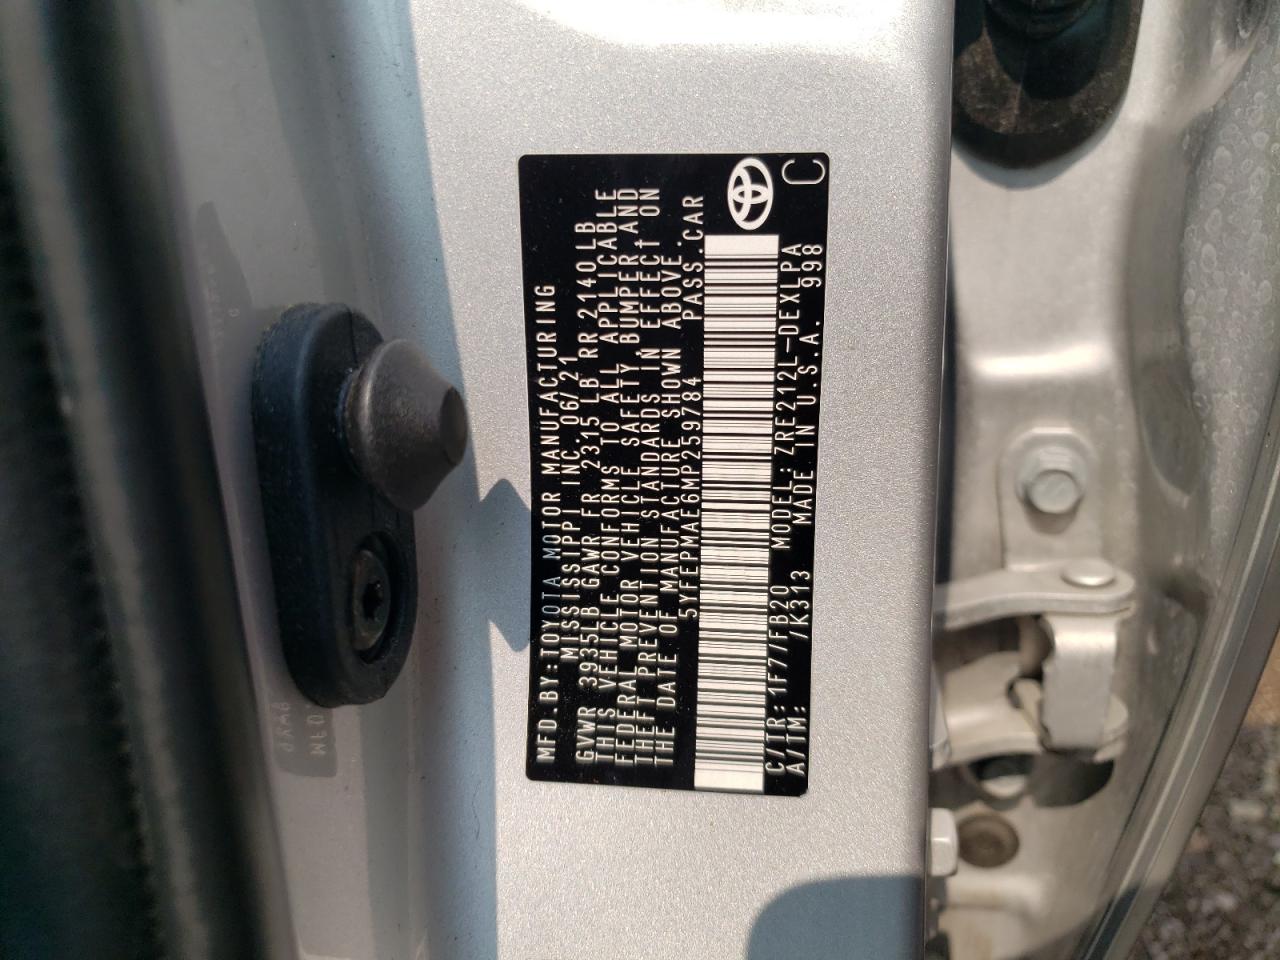 MFD.BY:TOYOTA MOTOR MANUFACTURING
MISSISSIPPI INC. 06/21
GVWR 3935LB GAWR FR 2315 LB RR 2140 LB
THIS VEHICLE CONFORMS TO ALL APPLICABLE
FEDERAL MOTOR VEHICLE SAFETY, BUMPER, AND
THEFT PREVENTION STANDARDS IN EFFECT ON
THE DATE OF MANUFACTURE SHOWN ABOVE.
5YFEPMAE6MP259784 PASS.CAR
C/TR: 1F7/FB20 MODEL: ZRE212L-DEXLPA
A/TM: /K313 MADE IN U.S.A. 998
C